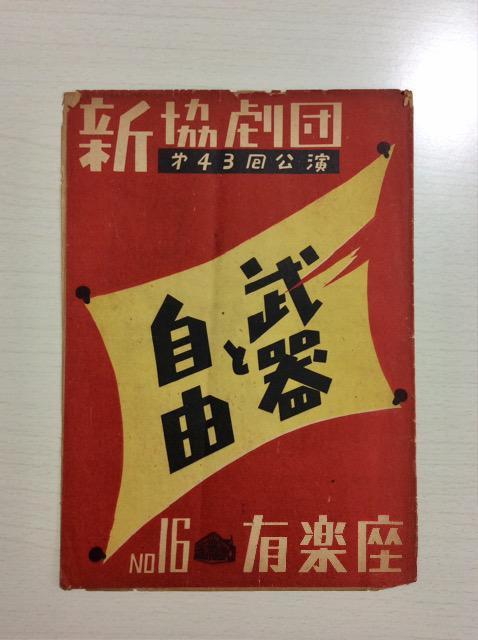 新協劇団
第43回公演
武器
と
自由
NO16 有楽座